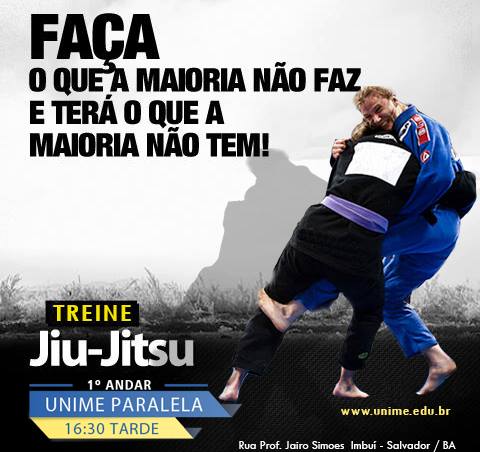 FAÇA
O QUE A MAIORIA NÃO FAZ
E TERÁ O QUE A
MAIORIA NÃO TEM!
TREINE
Jiu-Jitsu
1º ANDAR
UNIME PARALELA
16:30 TARDE
www.unime.edu.br
Rua Prof. Jairo Simoes Imbuí - Salvador / BA